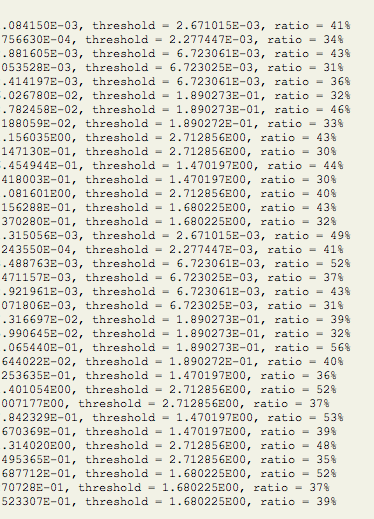 .084150E-03, threshold = 2.671015E-03, ratio = 41%
756630E-04, threshold = 2.277447E-03, ratio = 34%
.881605E-03, threshold = 6.723061E-03, ratio = 43%
053528E-03, threshold = 6.723025E-03, ratio = 31%
.414197E-03, threshold = 6.723061E-03, ratio = 36%
.026780E-02, threshold = 1.890273E-01, ratio = 32%
.782458E-02, threshold = 1.890273E-01, ratio = 46%
188059E-02, threshold = 1.890272E-01, ratio = 33%
.156035E00, threshold = 2.712856E00, ratio = 43%
147130E-01, threshold = 2.712856E00, ratio = 30%
.454944E-01, threshold = 1.470197E00, ratio = 44%
418003E-01, threshold = 1.470197E00, ratio = 30%
.081601E00, threshold = 2.712856E00, ratio = 40%
156288E-01, threshold = 1.680225E00, ratio = 43%
370280E-01, threshold = 1.680225E00, ratio = 32%
.315056E-03, threshold = 2.671015E-03, ratio = 49%
243550E-04, threshold = 2.277447E-03, ratio = 41%
.488763E-03, threshold = 6.723061E-03, ratio = 52%
471157E-03, threshold = 6.723025E-03, ratio = 37%
.921961E-03, threshold = 6.723061E-03, ratio = 43%
071806E-03, threshold = 6.723025E-03, ratio = 31%
.316697E-02, threshold = 1.890273E-01, ratio = 39%
.990645E-02, threshold = 1.890273E-01, ratio = 32%
.065440E-01, threshold = 1.890273E-01, ratio = 56%
644022E-02, threshold = 1.890272E-01, ratio = 40%
253635E-01, threshold = 1.470197E00, ratio = 36%
.401054E00, threshold = 2.712856E00, ratio = 52%
007177E00, threshold = 2.712856E00, ratio = 37%
.842329E-01, threshold = 1.470197E00, ratio = 53%
670369E-01, threshold = 1.470197E00, ratio = 39%
.314020E00, threshold = 2.712856E00, ratio = 48%
495365E-01, threshold = 2.712856E00, ratio = 35%
687712E-01, threshold = 1.680225E00, ratio = 52%
70728E-01, threshold = 1.680225E00, ratio = 37%
523307E-01, threshold = 1.680225E00, ratio = 39%